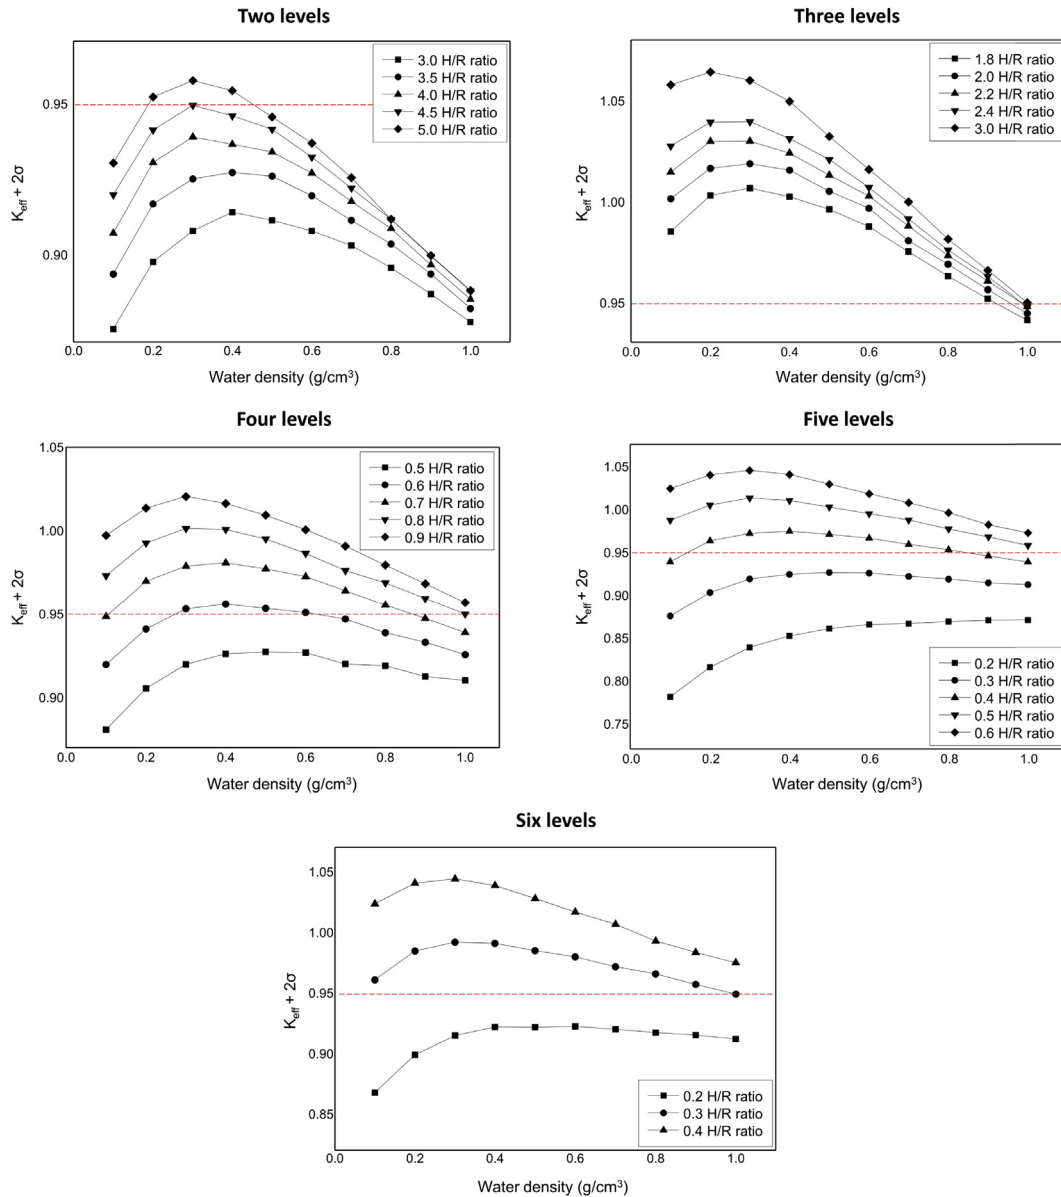 Two levels
3.0 H/R ratio
3.5 H/R ratio
4.0 H/R ratio
4.5 H/R ratio
5.0 H/R ratio
0.95
0.90
Keff + 2σ
0.0 0.2 0.4 0.6 0.8 1.0
Water density (g/cm³)
Three levels
1.8 H/R ratio
2.0 H/R ratio
2.2 H/R ratio
2.4 H/R ratio
3.0 H/R ratio
1.05
1.00
0.95
Keff + 2σ
0.0 0.2 0.4 0.6 0.8 1.0
Water density (g/cm³)
Four levels
0.5 H/R ratio
0.6 H/R ratio
0.7 H/R ratio
0.8 H/R ratio
0.9 H/R ratio
1.05
1.00
0.95
0.90
Keff + 2σ
0.0 0.2 0.4 0.6 0.8 1.0
Water density (g/cm³)
Five levels
1.05
1.00
0.95
0.90
0.85
0.80
0.75
Keff + 2σ
0.2 H/R ratio
0.3 H/R ratio
0.4 H/R ratio
0.5 H/R ratio
0.6 H/R ratio
0.0 0.2 0.4 0.6 0.8 1.0
Water density (g/cm³)
Six levels
1.05
1.00
0.95
0.90
0.85
Keff + 2σ
0.2 H/R ratio
0.3 H/R ratio
0.4 H/R ratio
0.0 0.2 0.4 0.6 0.8 1.0
Water density (g/cm³)